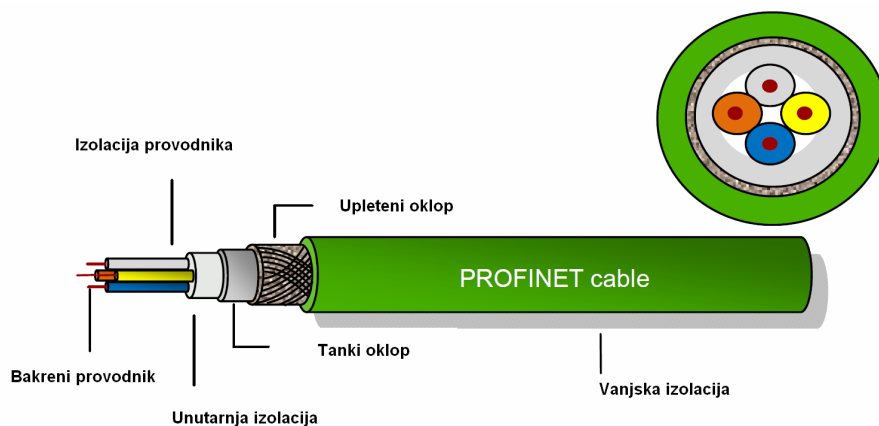 Izolacija provodnika
Upleteni oklop
PROFINET cable
Tanki oklop
Bakreni provodnik
Vanjska izolacija
Unutarnja izolacija